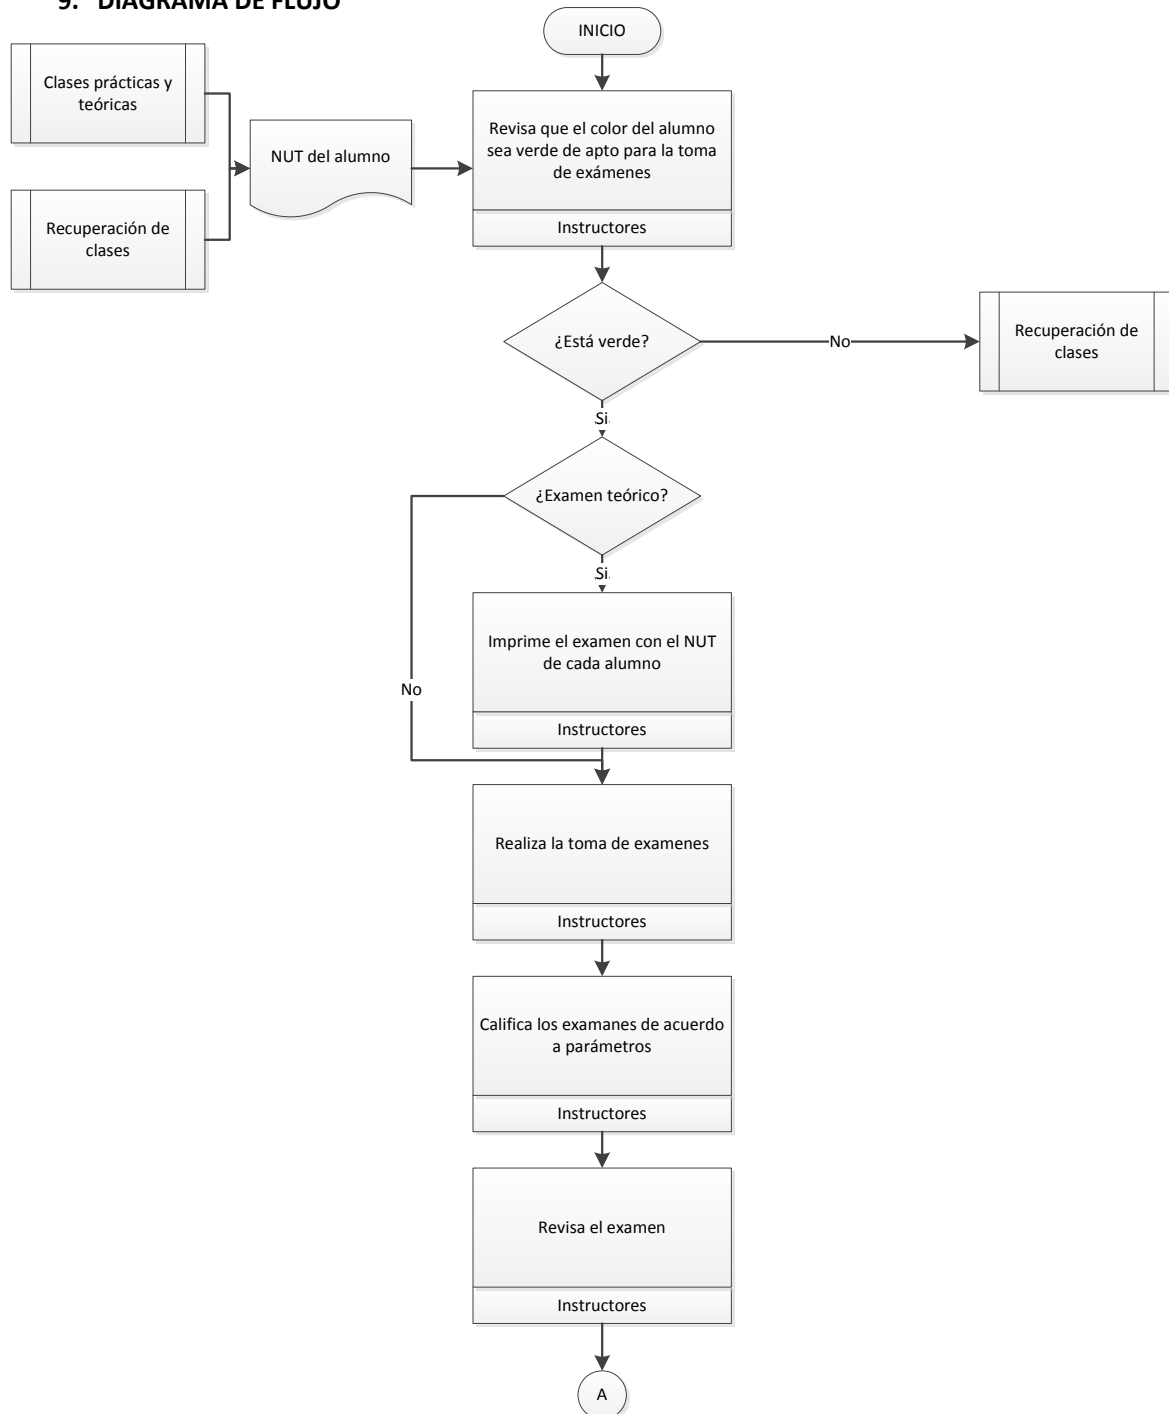 9. DIAGRAMA DE FLUJO
INICIO
Clases prácticas y
teóricas
NUT del alumno
Revisa que el color del alumno
sea verde de apto para la toma
de exámenes
Instructores
Recuperación de
clases
¿Está verde?
No
Recuperación de
clases
Si
¿Examen teórico?
Si
Imprime el examen con el NUT
de cada alumno
No
Instructores
Realiza la toma de examenes
Instructores
Califica los examanes de acuerdo
a parámetros
Instructores
Revisa el examen
Instructores
A